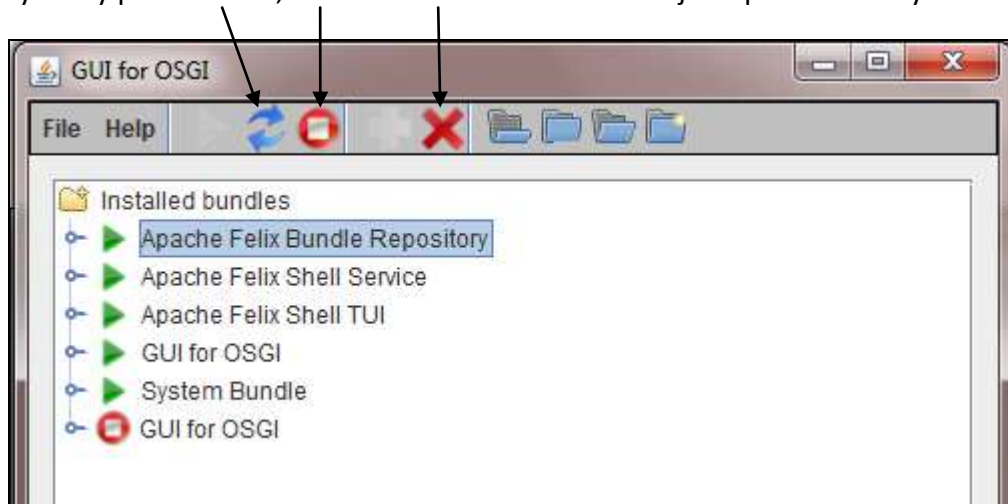 GUI for OSGI
File Help
Installed bundles
Apache Felix Bundle Repository
Apache Felix Shell Service
Apache Felix Shell TUI
GUI for OSGI
System Bundle
GUI for OSGI